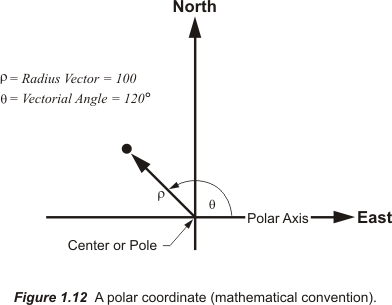 North
ρ = Radius Vector = 100
θ = Vectorial Angle = 120°
ρ
θ
Polar Axis
East
Center or Pole
Figure 1.12 A polar coordinate (mathematical convention).